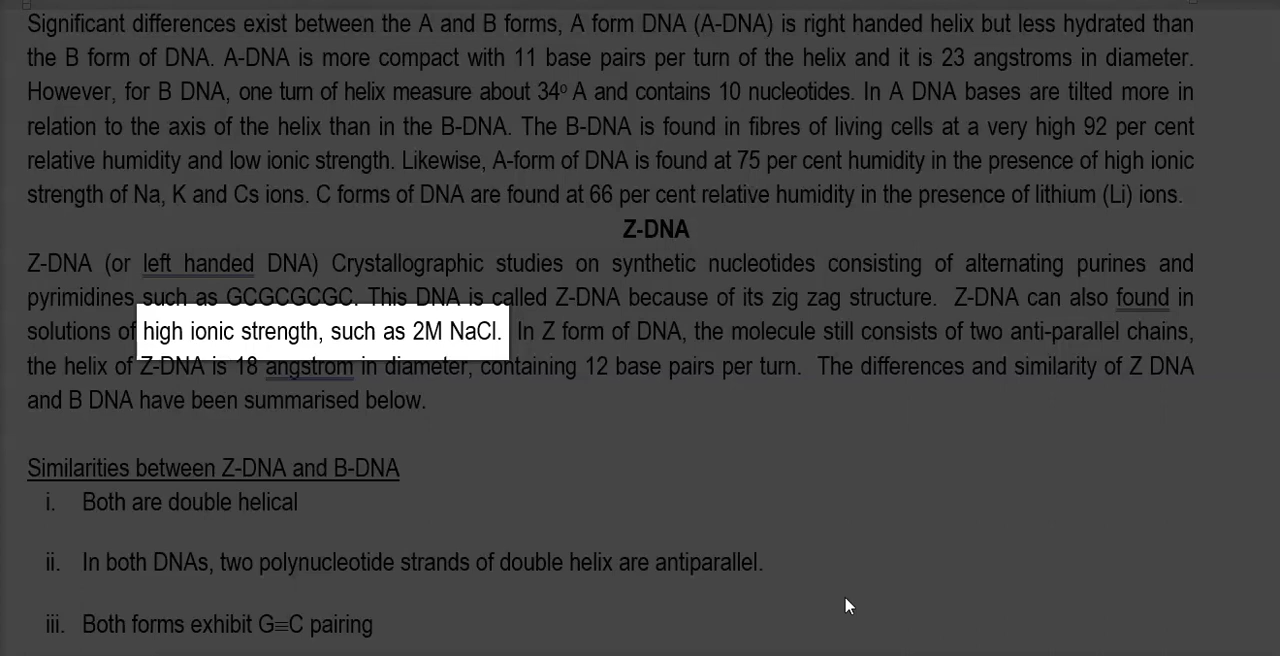 Significant differences exist between the A and B forms, A form DNA (A-DNA) is right handed helix but less hydrated than
the B form of DNA. A-DNA is more compact with 11 base pairs per turn of the helix and it is 23 angstroms in diameter.
However, for B DNA, one turn of helix measure about 34º A and contains 10 nucleotides. In A DNA bases are tilted more in
relation to the axis of the helix than in the B-DNA. The B-DNA is found in fibres of living cells at a very high 92 per cent
relative humidity and low ionic strength. Likewise, A-form of DNA is found at 75 per cent humidity in the presence of high ionic
strength of Na, K and Cs ions. C forms of DNA are found at 66 per cent relative humidity in the presence of lithium (Li) ions.
Z-DNA
Z-DNA (or left handed DNA) Crystallographic studies on synthetic nucleotides consisting of alternating purines and
pyrimidines such as GCGCGCGC. This DNA is called Z-DNA because of its zig zag structure. Z-DNA can also found in
solutions of high ionic strength, such as 2M NaCl. In Z form of DNA, the molecule still consists of two anti-parallel chains,
the helix of Z-DNA is 18 angstrom in diameter, containing 12 base pairs per turn. The differences and similarity of Z DNA
and B DNA have been summarised below.
Similarities between Z-DNA and B-DNA
i. Both are double helical
ii. In both DNAs, two polynucleotide strands of double helix are antiparallel.
iii. Both forms exhibit G≡C pairing